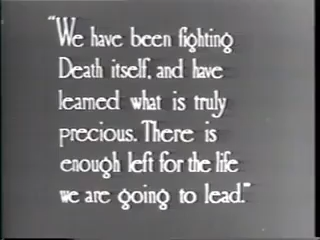 "We have been fighting
Death itself, and have
learned what is truly
precious. There is
enough left for the life
we are going to lead."